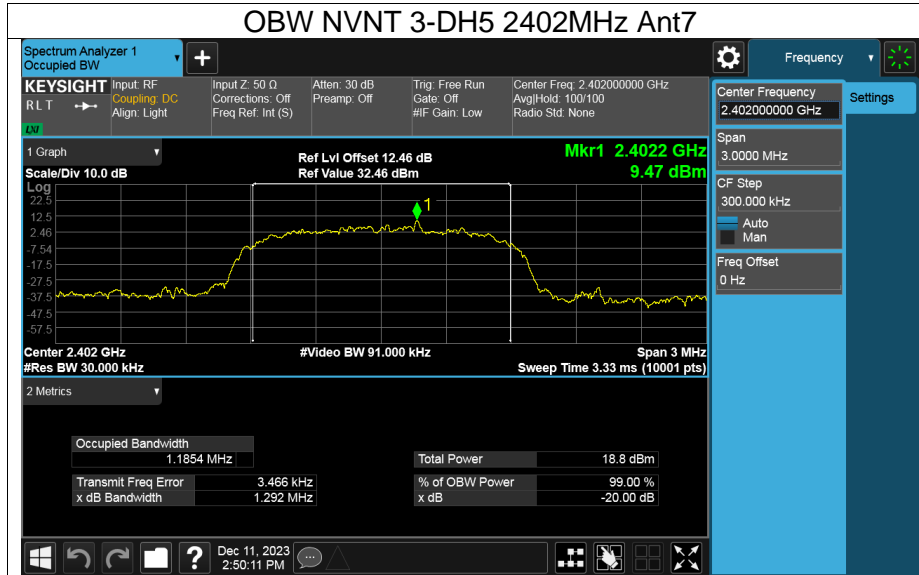 OBW NVNT 3-DH5 2402MHz Ant7
Spectrum Analyzer 1
Occupied BW
+
Frequency
KEYSIGHT
RLT
LXI
Input: RF
Coupling: DC
Align: Light
Input Z: 50 Ω
Corrections: Off
Freq Ref: Int (S)
Atten: 30 dB
Preamp: Off
Trig: Free Run
Gate: Off
#IF Gain: Low
Center Freq: 2.402000000 GHz
Avg|Hold: 100/100
Radio Std: None
Center Frequency
2.402000000 GHz
Settings
Span
3.0000 MHz
CF Step
300.000 kHz
Auto
Man
Freq Offset
0 Hz
1 Graph
Ref Lvl Offset 12.46 dB
Mkr1 2.4022 GHz
Scale/Div 10.0 dB
Ref Value 32.46 dBm
9.47 dBm
Log
22.5
12.5
2.46
-7.54
-17.5
-27.5
-37.5
-47.5
-57.5
1
Center 2.402 GHz
#Video BW 91.000 kHz
Span 3 MHz
#Res BW 30.000 kHz
Sweep Time 3.33 ms (10001 pts)
2 Metrics
Occupied Bandwidth
1.1854 MHz
Total Power 18.8 dBm
Transmit Freq Error 3.466 kHz
% of OBW Power 99.00 %
x dB Bandwidth 1.292 MHz
x dB -20.00 dB
?
Dec 11, 2023
2:50:11 PM